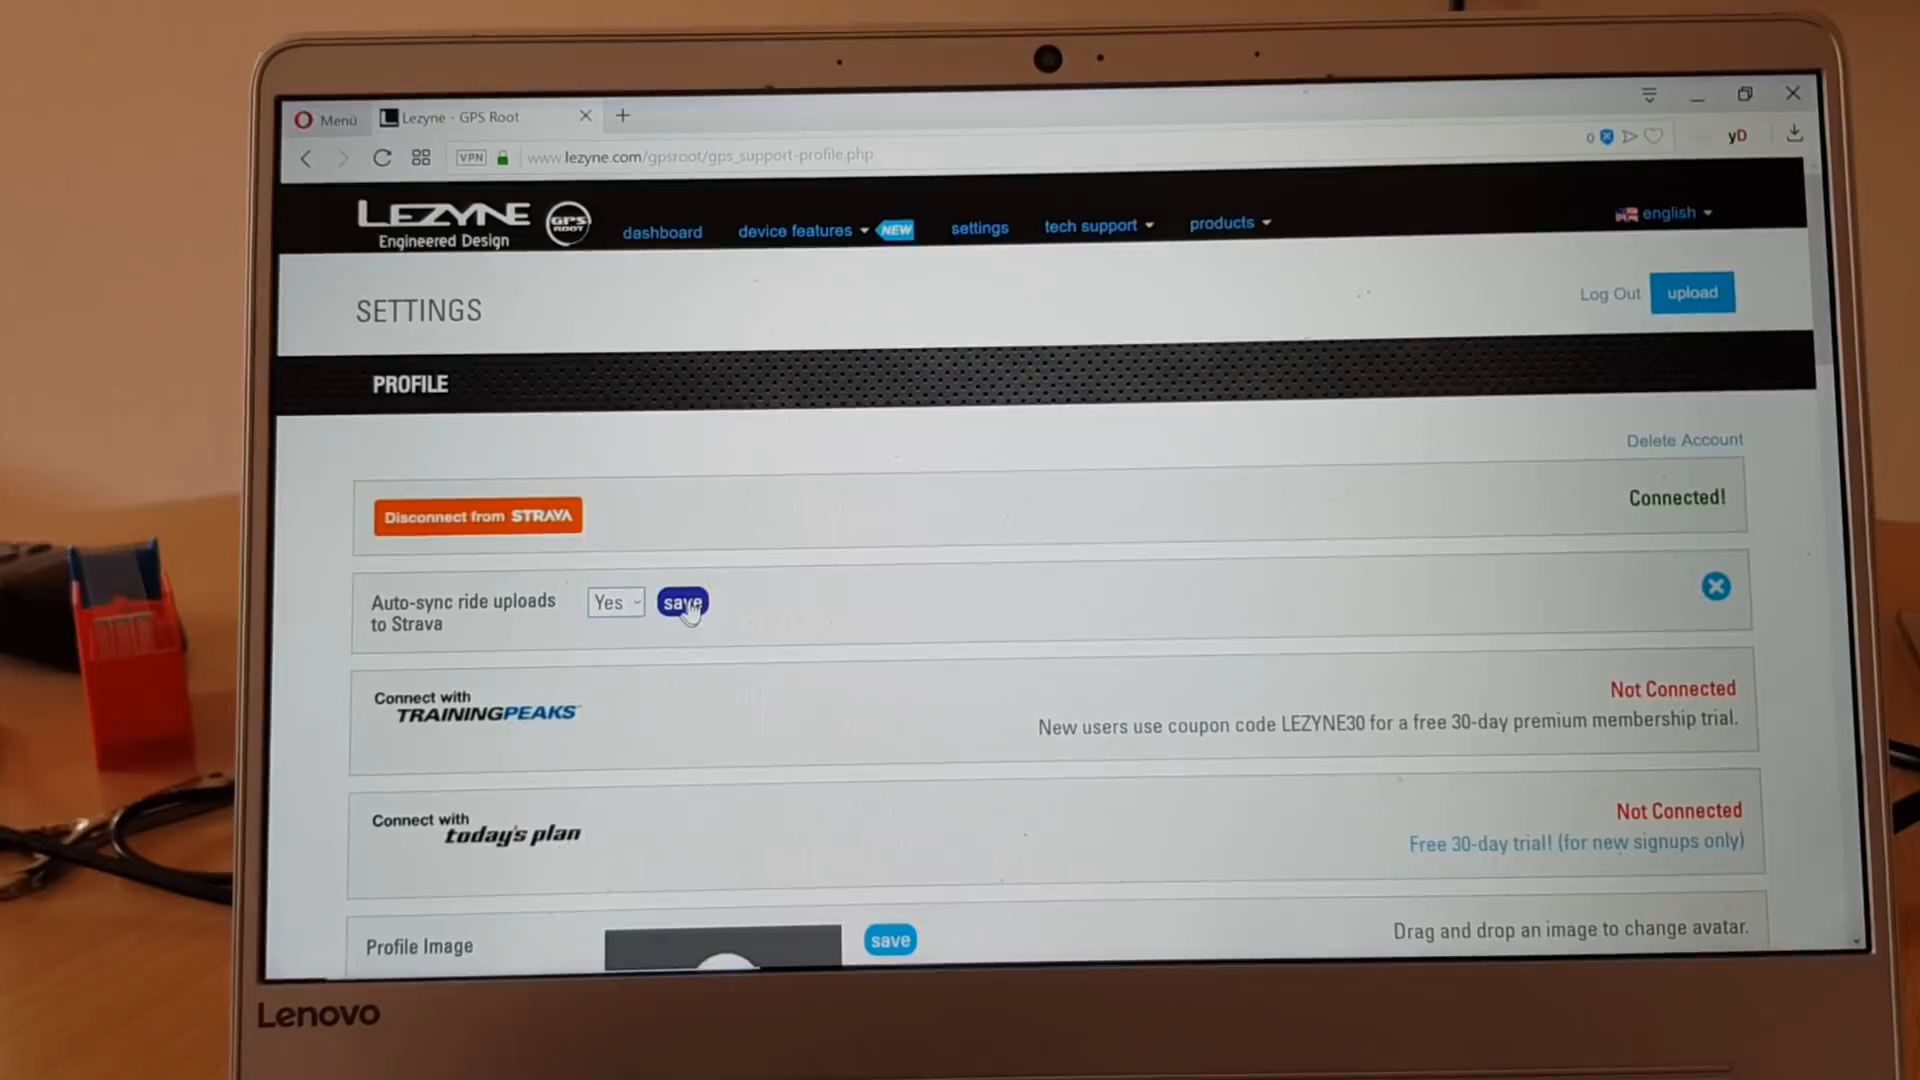 Menü
Lezyne - GPS Root
VPN
www.lezyne.com/gpsroot/gps_support-profile.php
0
yD
LEZYNE
Engineered Design
GPS
ROOT
dashboard
device features
NEW
settings
tech support
products
english
SETTINGS
Log Out
upload
PROFILE
Delete Account
Disconnect from STRAVA
Connected!
Auto-sync ride uploads
to Strava
Yes
save
Connect with
TRAININGPEAKS
Not Connected
New users use coupon code LEZYNE30 for a free 30-day premium membership trial.
Connect with
today's plan
Not Connected
Free 30-day trial! (for new signups only)
Profile Image
save
Drag and drop an image to change avatar.
Lenovo